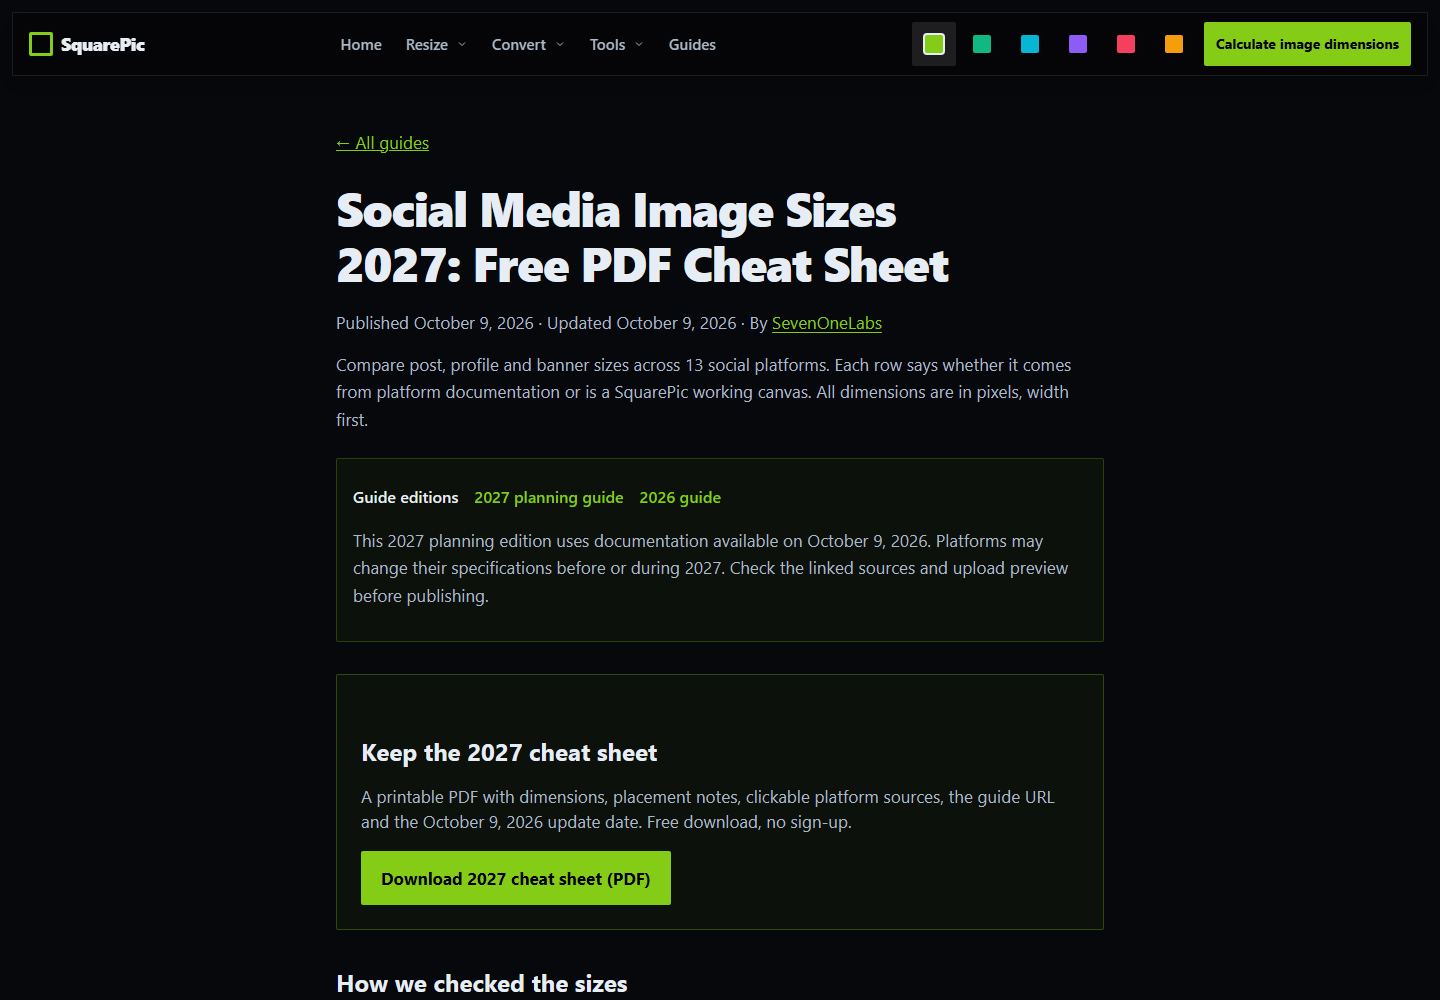 SquarePic
Home Resize Convert Tools Guides
Calculate image dimensions
← All guides
Social Media Image Sizes
2027: Free PDF Cheat Sheet
Published October 9, 2026 · Updated October 9, 2026 · By SevenOneLabs
Compare post, profile and banner sizes across 13 social platforms. Each row says whether it comes
from platform documentation or is a SquarePic working canvas. All dimensions are in pixels, width
first.
Guide editions 2027 planning guide 2026 guide
This 2027 planning edition uses documentation available on October 9, 2026. Platforms may
change their specifications before or during 2027. Check the linked sources and upload preview
before publishing.
Keep the 2027 cheat sheet
A printable PDF with dimensions, placement notes, clickable platform sources, the guide URL
and the October 9, 2026 update date. Free download, no sign-up.
Download 2027 cheat sheet (PDF)
How we checked the sizes